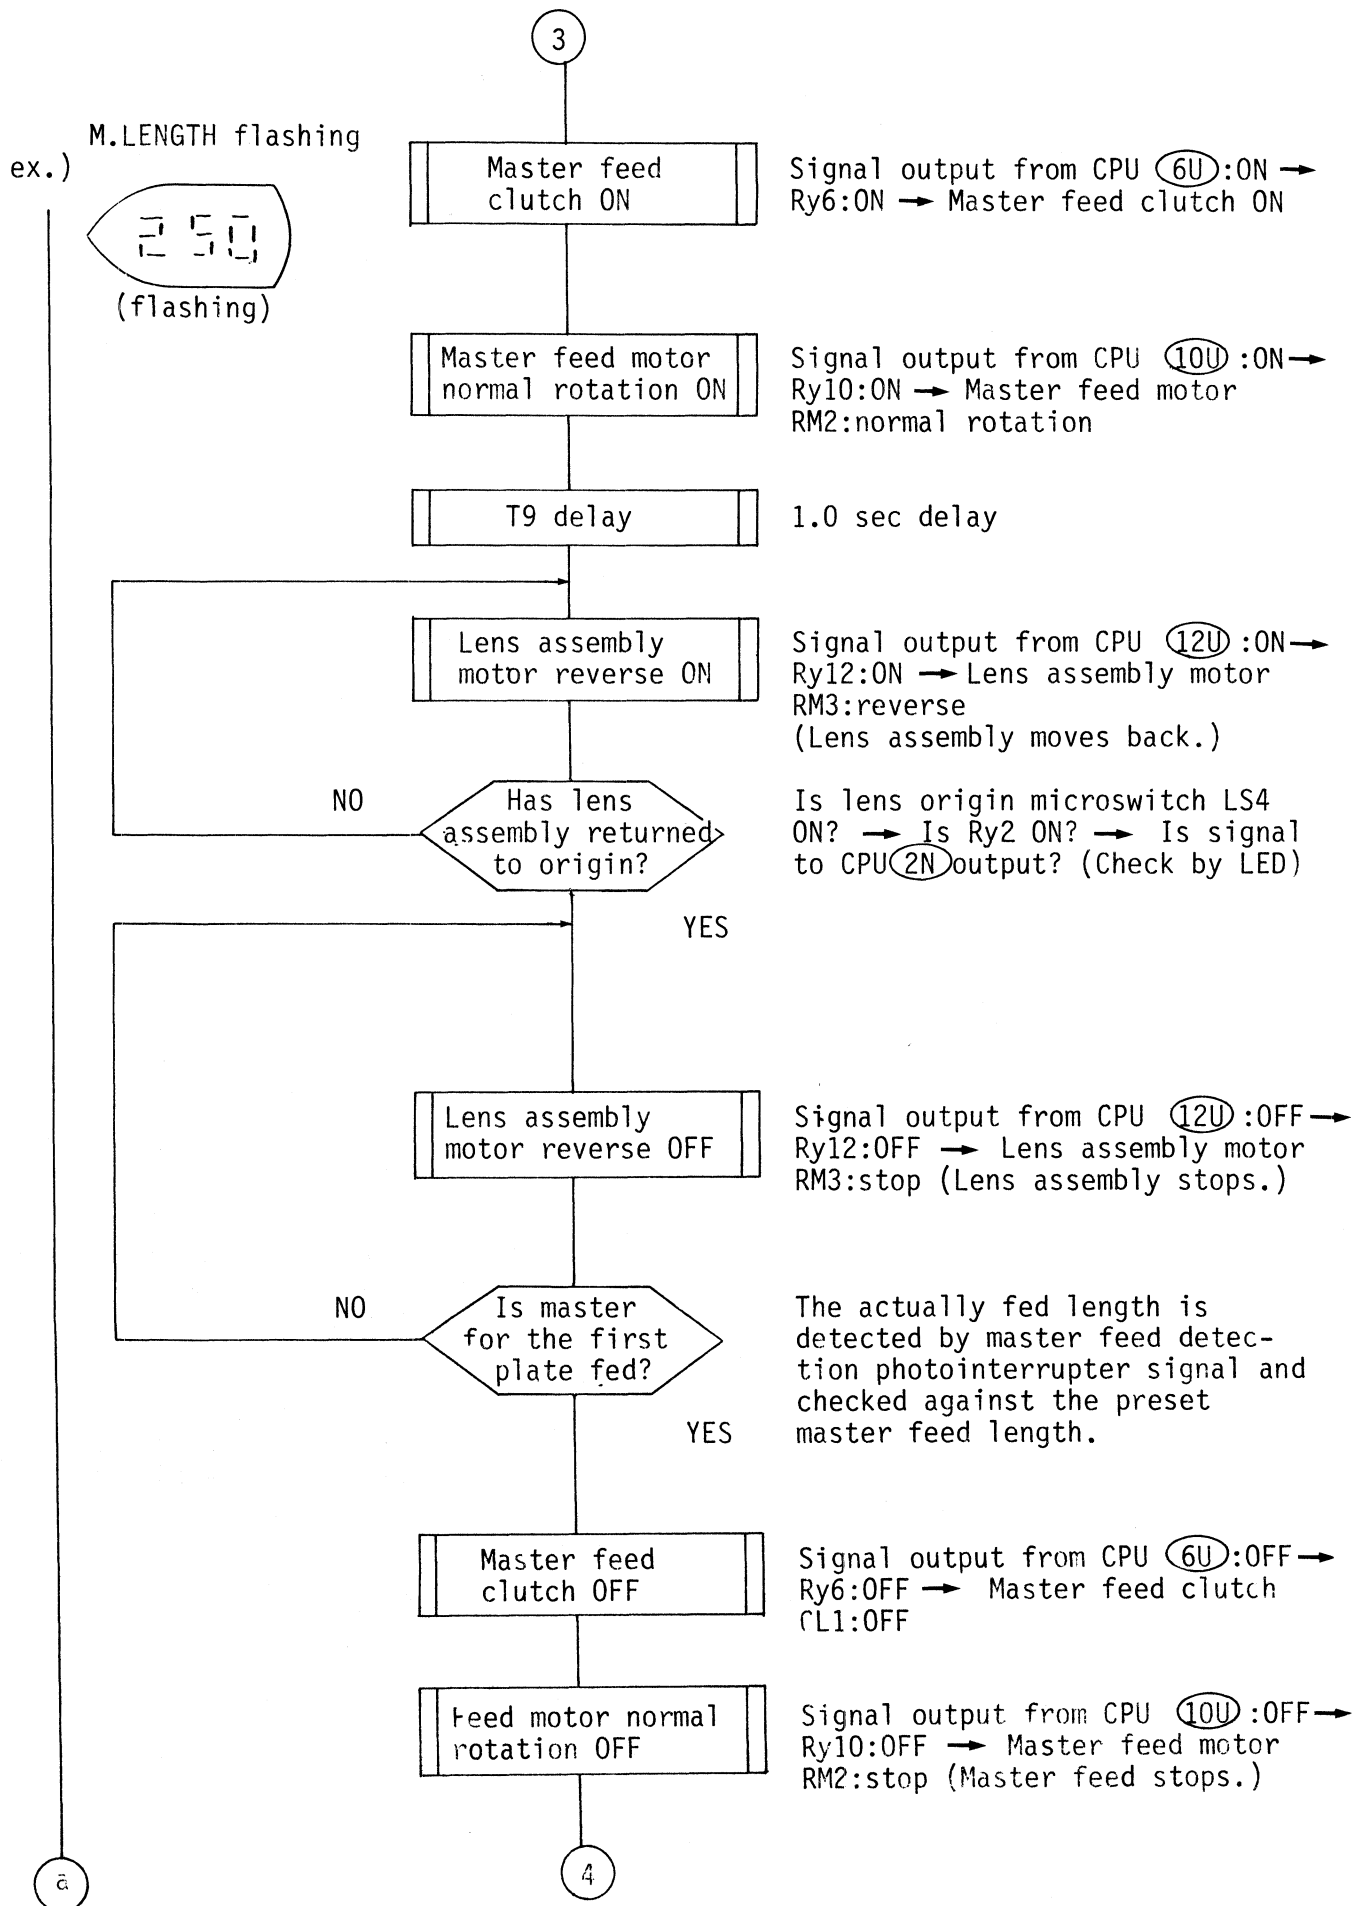 3
M.LENGTH flashing
ex.)
250
(flashing)
Master feed
clutch ON
Signal output from CPU 6U:ON →
Ry6:ON → Master feed clutch ON
Master feed motor
normal rotation ON
Signal output from CPU 10U :ON→
Ry10:ON → Master feed motor
RM2:normal rotation
T9 delay
1.0 sec delay
Lens assembly
motor reverse ON
Signal output from CPU 12U :ON→
Ry12:ON → Lens assembly motor
RM3:reverse
(Lens assembly moves back.)
NO
Has lens
assembly returned
to origin?
YES
Is lens origin microswitch LS4
ON? → Is Ry2 ON? → Is signal
to CPU 2N output? (Check by LED)
Lens assembly
motor reverse OFF
Signal output from CPU 12U :OFF→
Ry12:OFF → Lens assembly motor
RM3:stop (Lens assembly stops.)
NO
Is master
for the first
plate fed?
YES
The actually fed length is
detected by master feed detec-
tion photointerrupter signal and
checked against the preset
master feed length.
Master feed
clutch OFF
Signal output from CPU 6U:OFF→
Ry6:OFF → Master feed clutch
CL1:OFF
Feed motor normal
rotation OFF
Signal output from CPU 10U :OFF→
Ry10:OFF → Master feed motor
RM2:stop (Master feed stops.)
a
4